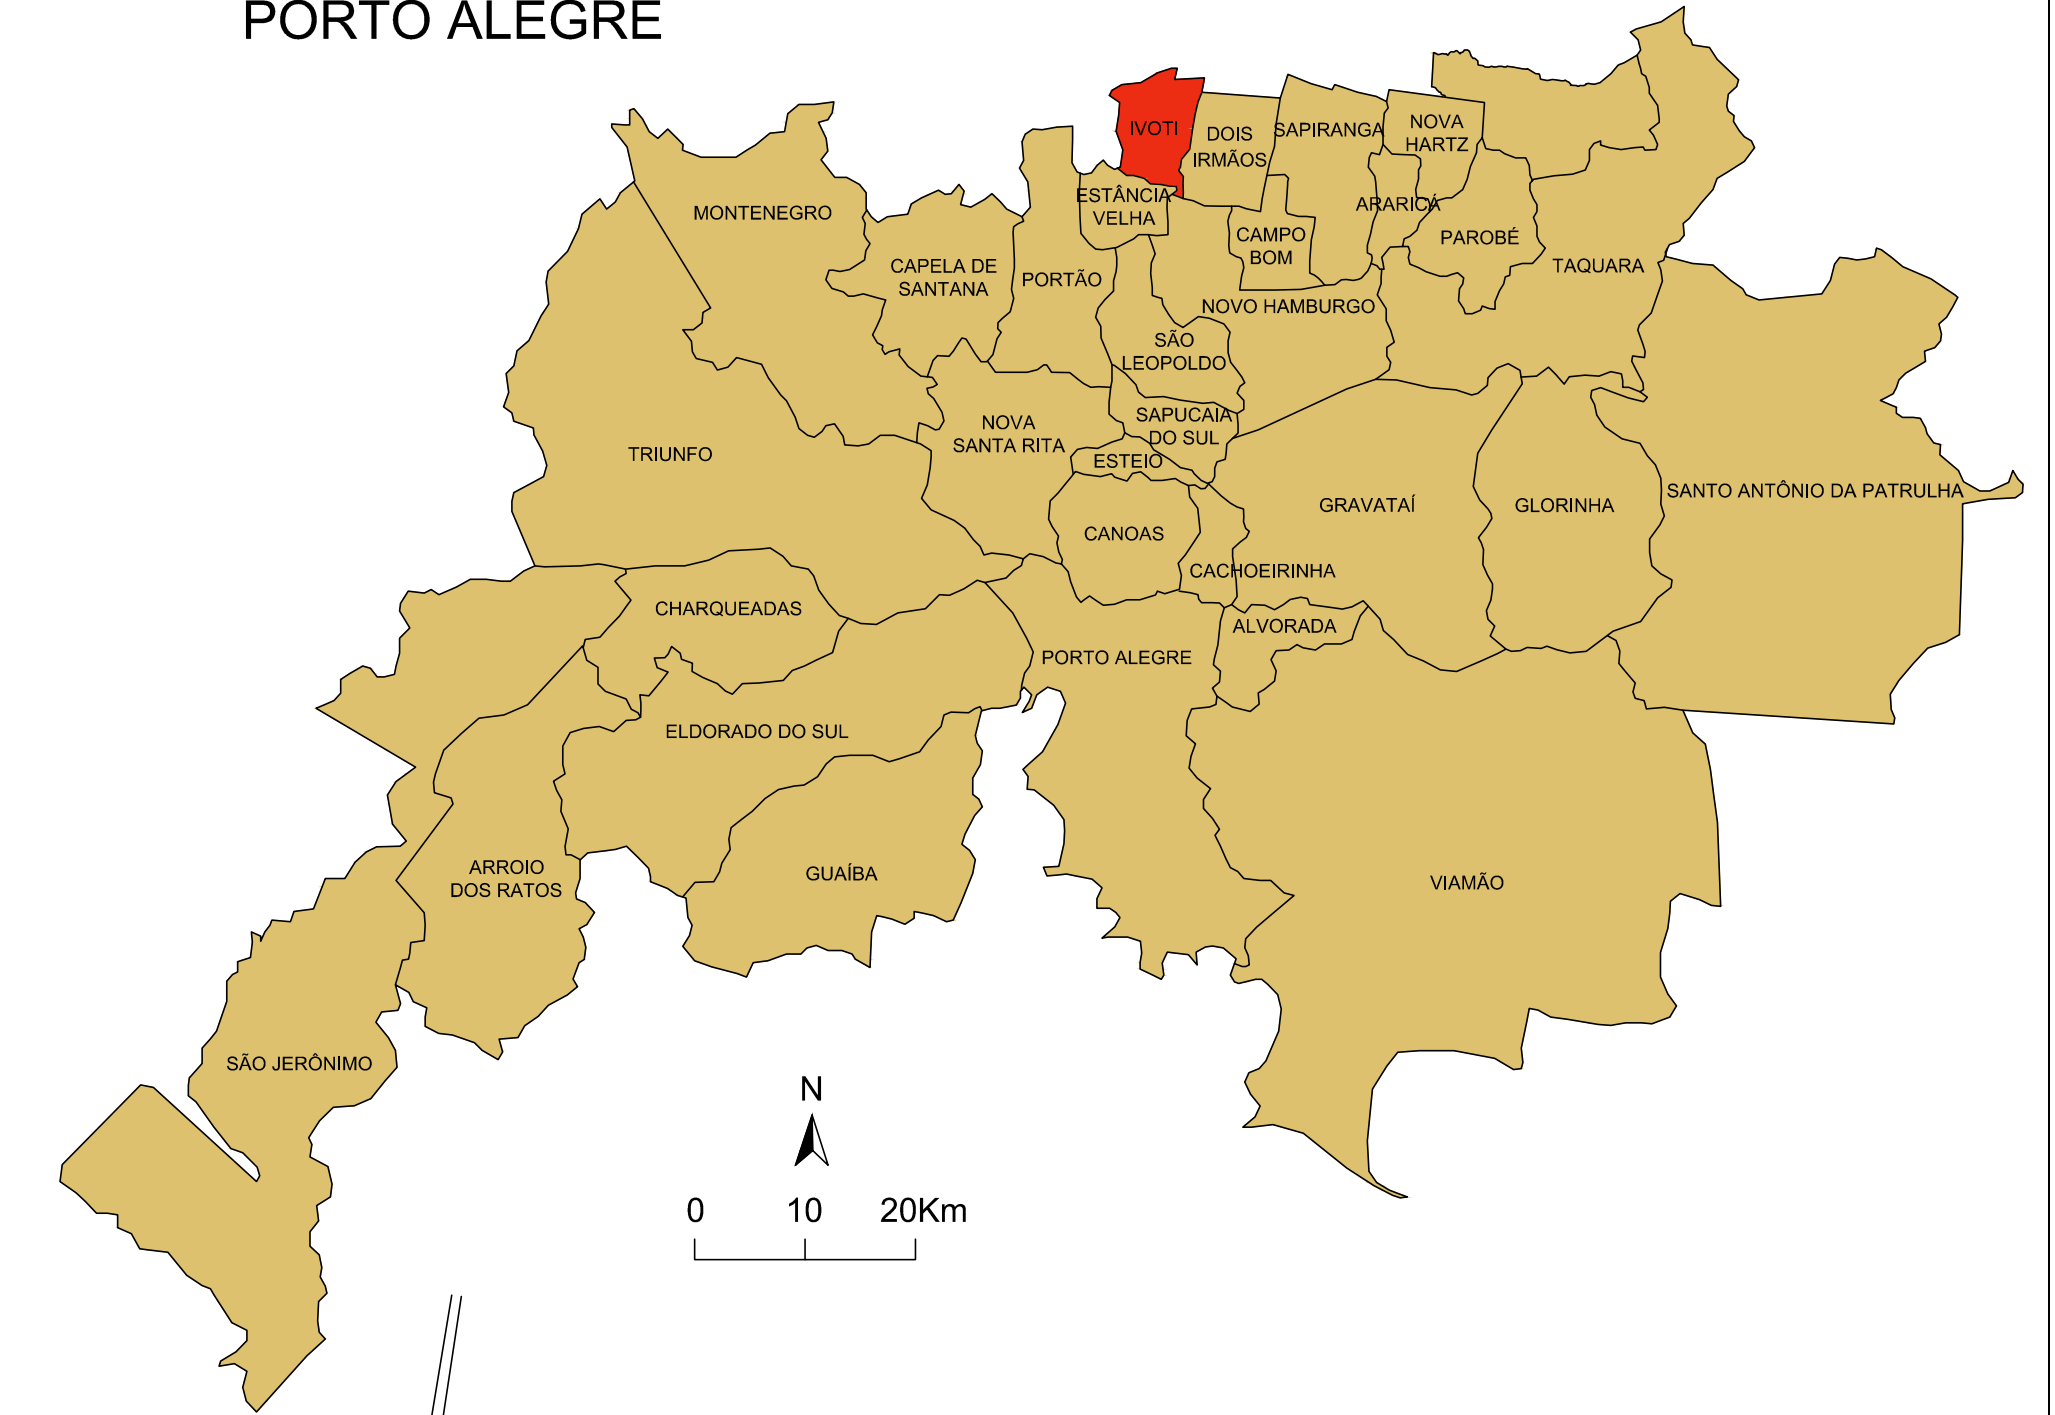 PORTO ALEGRE
IVOTI
DOIS
IRMÃOS
SAPIRANGA
NOVA
HARTZ
MONTENEGRO
ESTÂNCIA
VELHA
ARARICÁ
CAMPO
BOM
PAROBÉ
TAQUARA
CAPELA DE
SANTANA
PORTÃO
NOVO HAMBURGO
SÃO
LEOPOLDO
NOVA
SANTA RITA
SAPUCAIA
DO SUL
TRIUNFO
ESTEIO
SANTO ANTÔNIO DA PATRULHA
GRAVATAÍ
GLORINHA
CANOAS
CACHOEIRINHA
CHARQUEADAS
ALVORADA
PORTO ALEGRE
ELDORADO DO SUL
ARROIO
DOS RATOS
GUAÍBA
VIAMÃO
SÃO JERÔNIMO
N
0 10 20Km